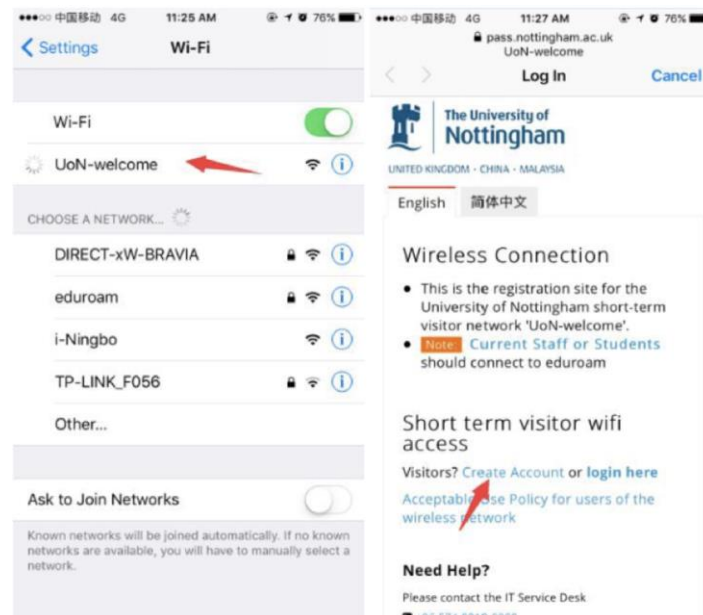 中国移动 4G 11:25 AM 76%
Settings Wi-Fi
Wi-Fi
UoN-welcome
CHOOSE A NETWORK...
DIRECT-xW-BRAVIA
eduroam
i-Ningbo
TP-LINK_F056
Other...
Ask to Join Networks
Known networks will be joined automatically. If no known
networks are available, you will have to manually select a
network.
中国移动 4G 11:27 AM 76%
pass.nottingham.ac.uk
UoN-welcome
Log In Cancel
The University of
Nottingham
UNITED KINGDOM · CHINA · MALAYSIA
English 简体中文
Wireless Connection
This is the registration site for the
University of Nottingham short-term
visitor network 'UoN-welcome'.
Note: Current Staff or Students
should connect to eduroam
Short term visitor wifi
access
Visitors? Create Account or login here
Acceptable Use Policy for users of the
wireless network
Need Help?
Please contact the IT Service Desk